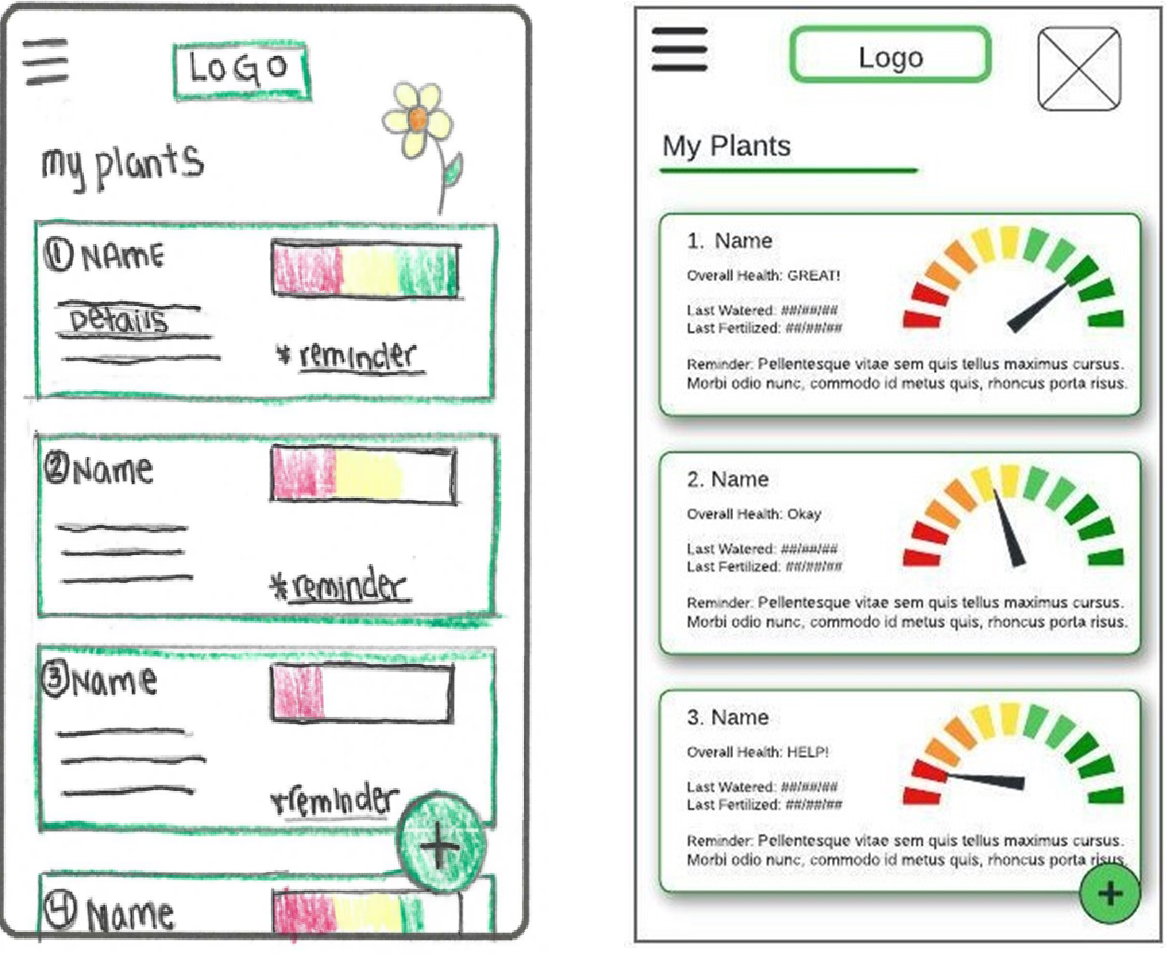 LOGO
my plants
1 NAME
Details
* reminder
2 Name
* reminder
3 Name
* reminder
+
4 Name
Logo
My Plants
1. Name
Overall Health: GREAT!
Last Watered: ##/##/##
Last Fertilized: ##/##/##
Reminder: Pellentesque vitae sem quis tellus maximus cursus.
Morbi odio nunc, commodo id metus quis, rhoncus porta risus.
2. Name
Overall Health: Okay
Last Watered: ##/##/##
Last Fertilized: ##/##/##
Reminder: Pellentesque vitae sem quis tellus maximus cursus.
Morbi odio nunc, commodo id metus quis, rhoncus porta risus.
3. Name
Overall Health: HELP!
Last Watered: ##/##/##
Last Fertilized: ##/##/##
Reminder: Pellentesque vitae sem quis tellus maximus cursus.
Morbi odio nunc, commodo id metus quis, rhoncus porta risus.
+